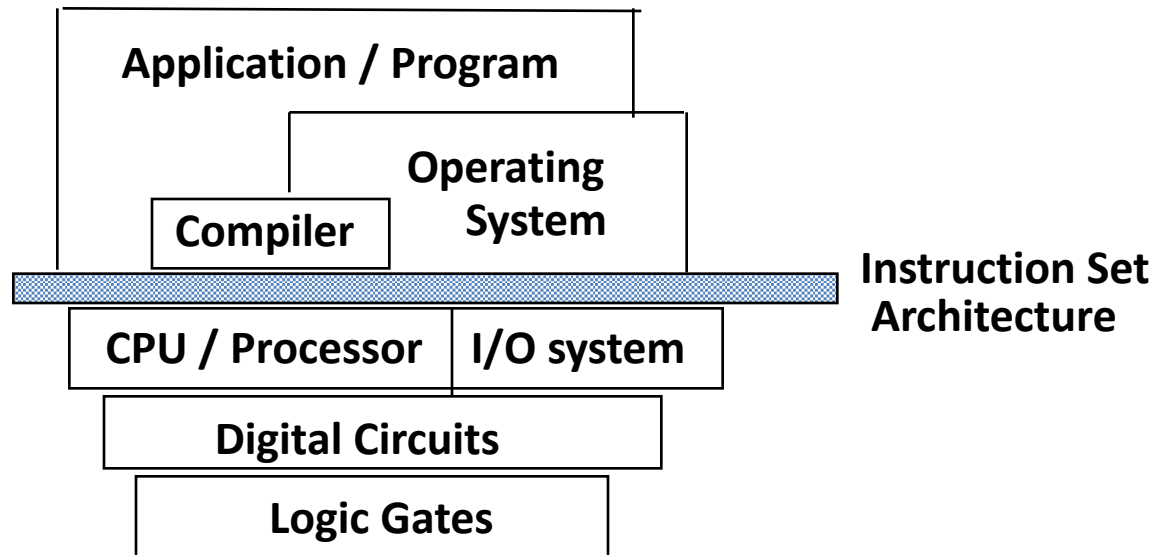 Application / Program
Operating
System
Compiler
Instruction Set
Architecture
CPU / Processor
I/O system
Digital Circuits
Logic Gates